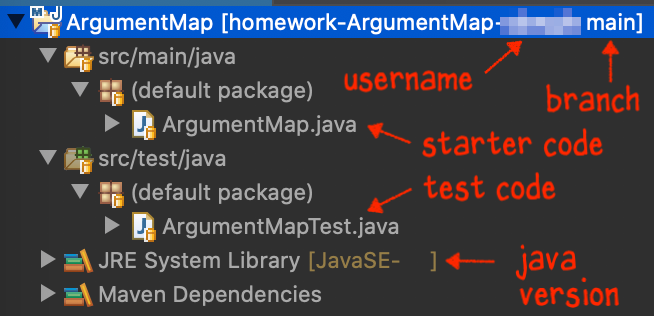 ArgumentMap [homework-ArgumentMap- main]
src/main/java
username
branch
(default package)
ArgumentMap.java
starter code
src/test/java
test code
(default package)
ArgumentMapTest.java
JRE System Library [JavaSE- ]
java
version
Maven Dependencies